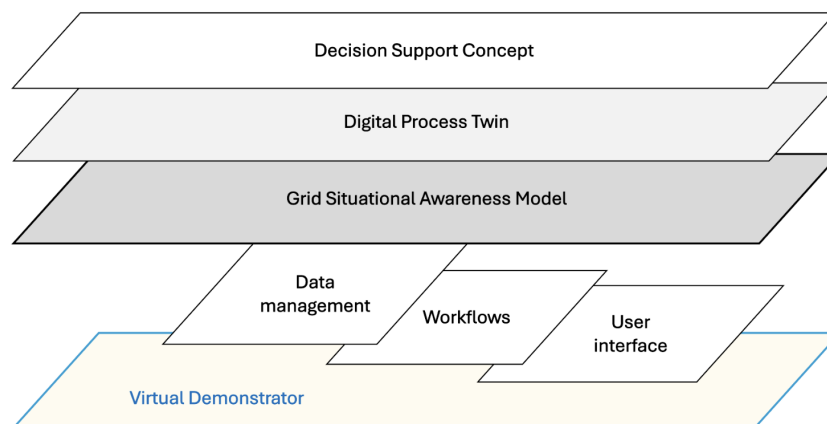 Decision Support Concept
Digital Process Twin
Grid Situational Awareness Model
Data
management
Workflows
User
interface
Virtual Demonstrator